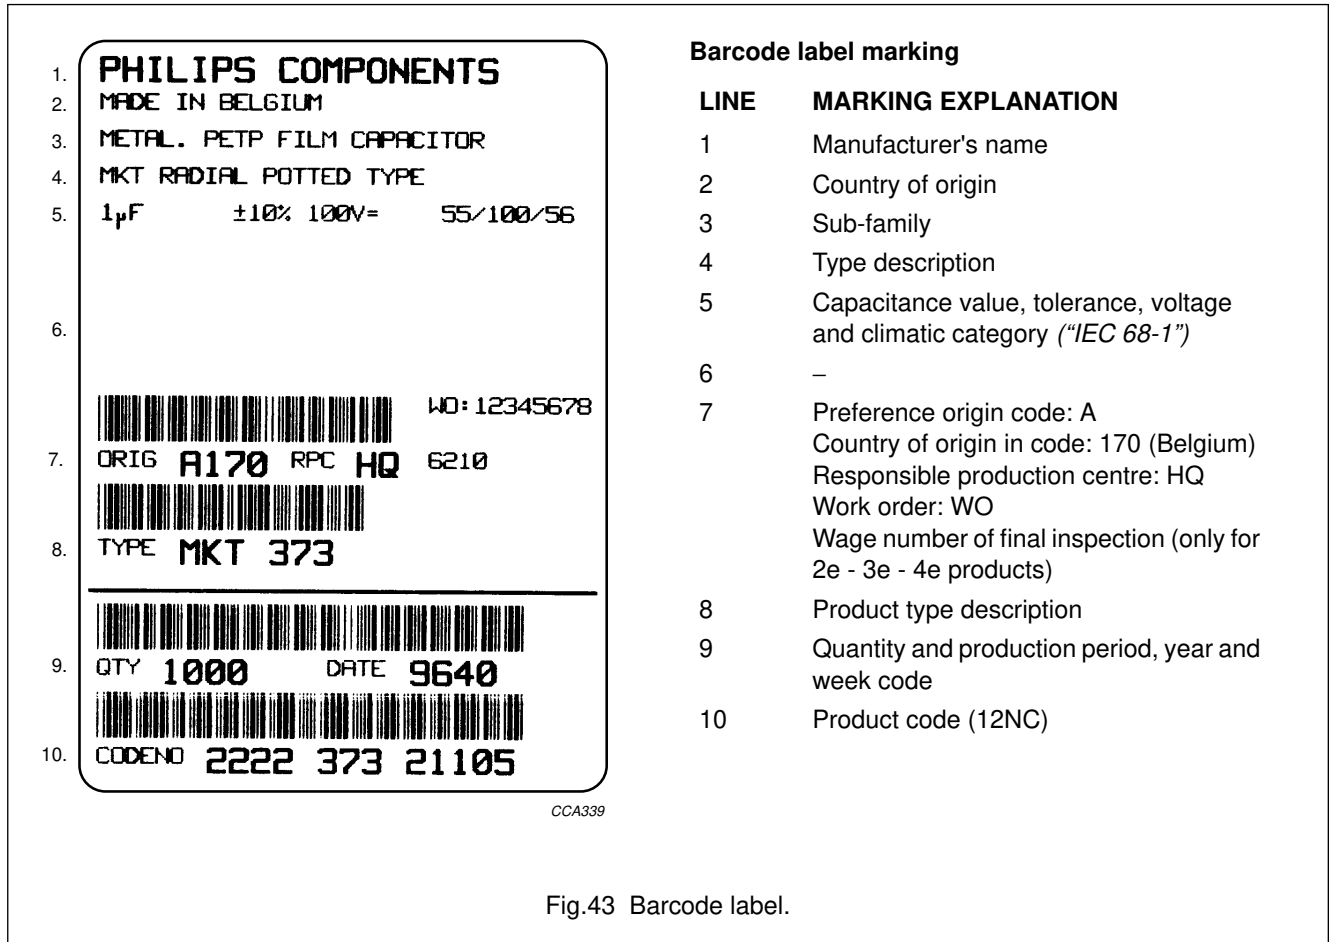 1. PHILIPS COMPONENTS
2. MADE IN BELGIUM
3. METAL. PETP FILM CAPACITOR
4. MKT RADIAL POTTED TYPE
5. 1µF ±10% 100V= 55/100/56
6.
WO:12345678
7. ORIG A170 RPC HQ 6210
8. TYPE MKT 373
9. QTY 1000 DATE 9640
10. CODENO 2222 373 21105
CCA339
Barcode label marking
LINE MARKING EXPLANATION
1 Manufacturer's name
2 Country of origin
3 Sub-family
4 Type description
5 Capacitance value, tolerance, voltage
and climatic category (“IEC 68-1”)
6 –
7 Preference origin code: A
Country of origin in code: 170 (Belgium)
Responsible production centre: HQ
Work order: WO
Wage number of final inspection (only for
2e - 3e - 4e products)
8 Product type description
9 Quantity and production period, year and
week code
10 Product code (12NC)
Fig.43 Barcode label.